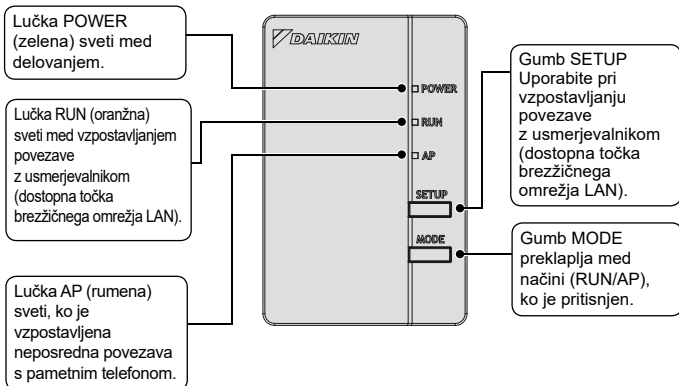 Lučka POWER
(zelena) sveti med
delovanjem.
Lučka RUN (oranžna)
sveti med vzpostavljanjem
povezave
z usmerjevalnikom
(dostopna točka
brezžičnega omrežja LAN).
Lučka AP (rumena)
sveti, ko je
vzpostavljena
neposredna povezava
s pametnim telefonom.
DAIKIN
POWER
RUN
AP
SETUP
MODE
Gumb SETUP
Uporabite pri
vzpostavljanju
povezave
z usmerjevalnikom
(dostopna točka
brezžičnega
omrežja LAN).
Gumb MODE
preklaplja med
načini (RUN/AP),
ko je pritisnjen.